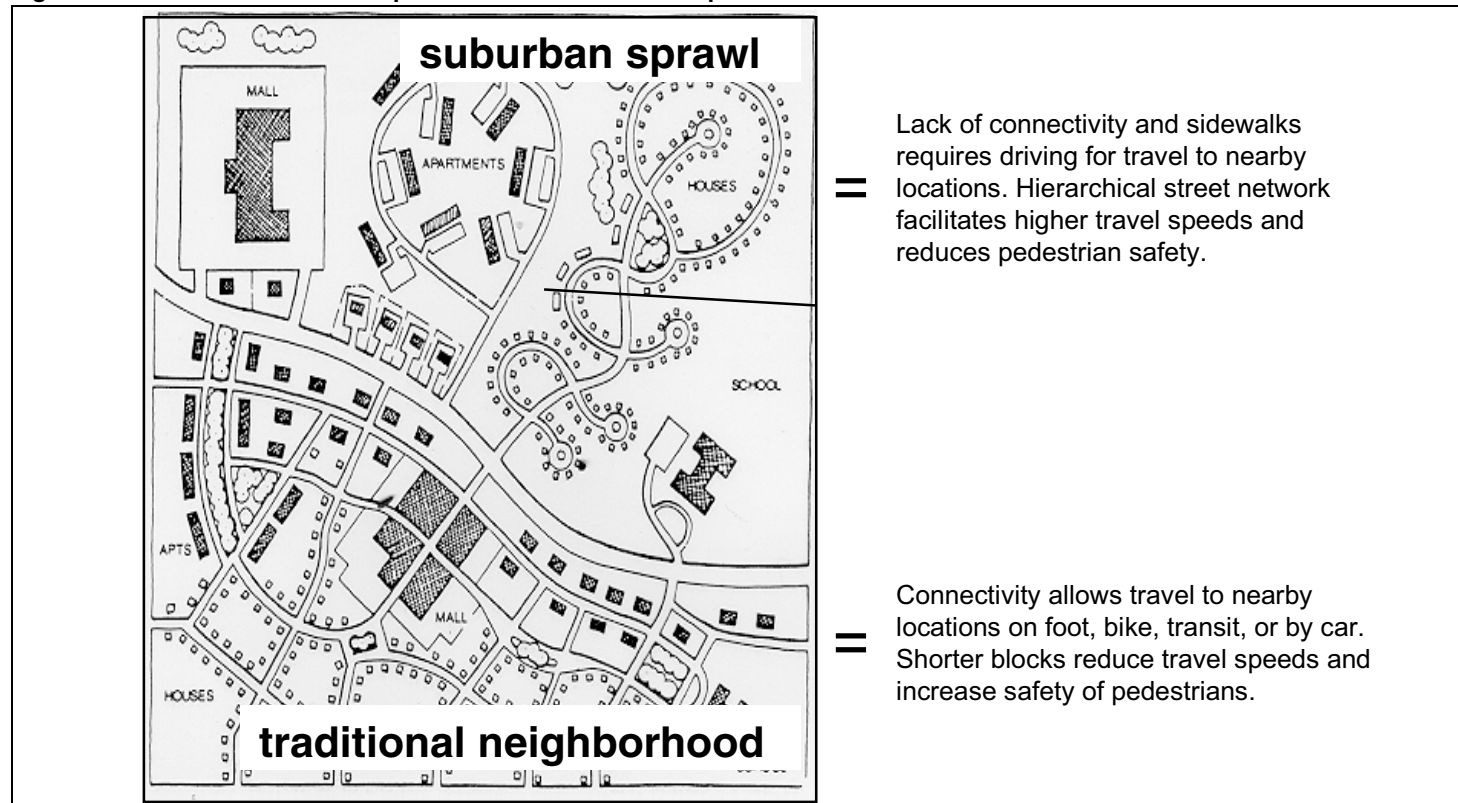 suburban sprawl
MALL
APARTMENTS
HOUSES
SCHOOL
APTS
MALL
HOUSES
traditional neighborhood
=
Lack of connectivity and sidewalks
requires driving for travel to nearby
locations. Hierarchical street network
facilitates higher travel speeds and
reduces pedestrian safety.
=
Connectivity allows travel to nearby
locations on foot, bike, transit, or by car.
Shorter blocks reduce travel speeds and
increase safety of pedestrians.